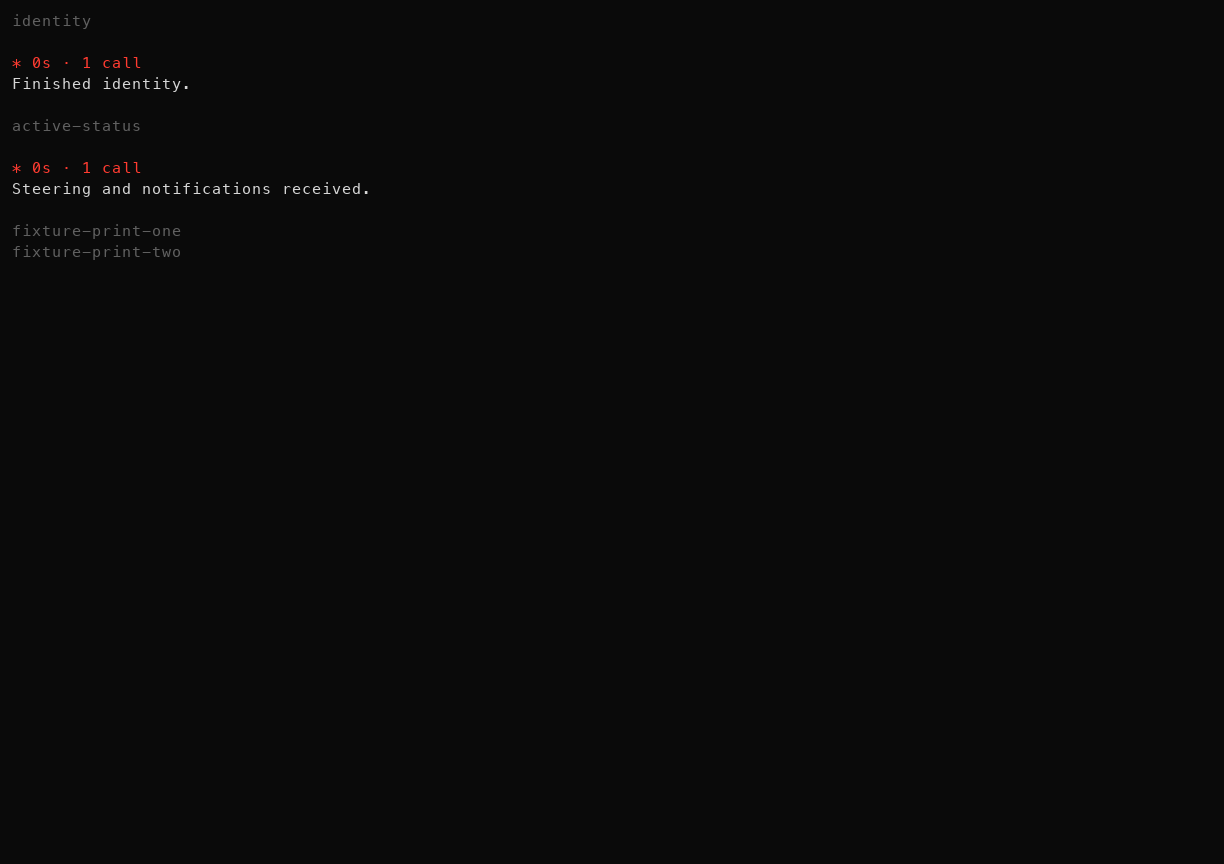 identity
* 0s · 1 call
Finished identity.
active-status
* 0s · 1 call
Steering and notifications received.
fixture-print-one
fixture-print-two